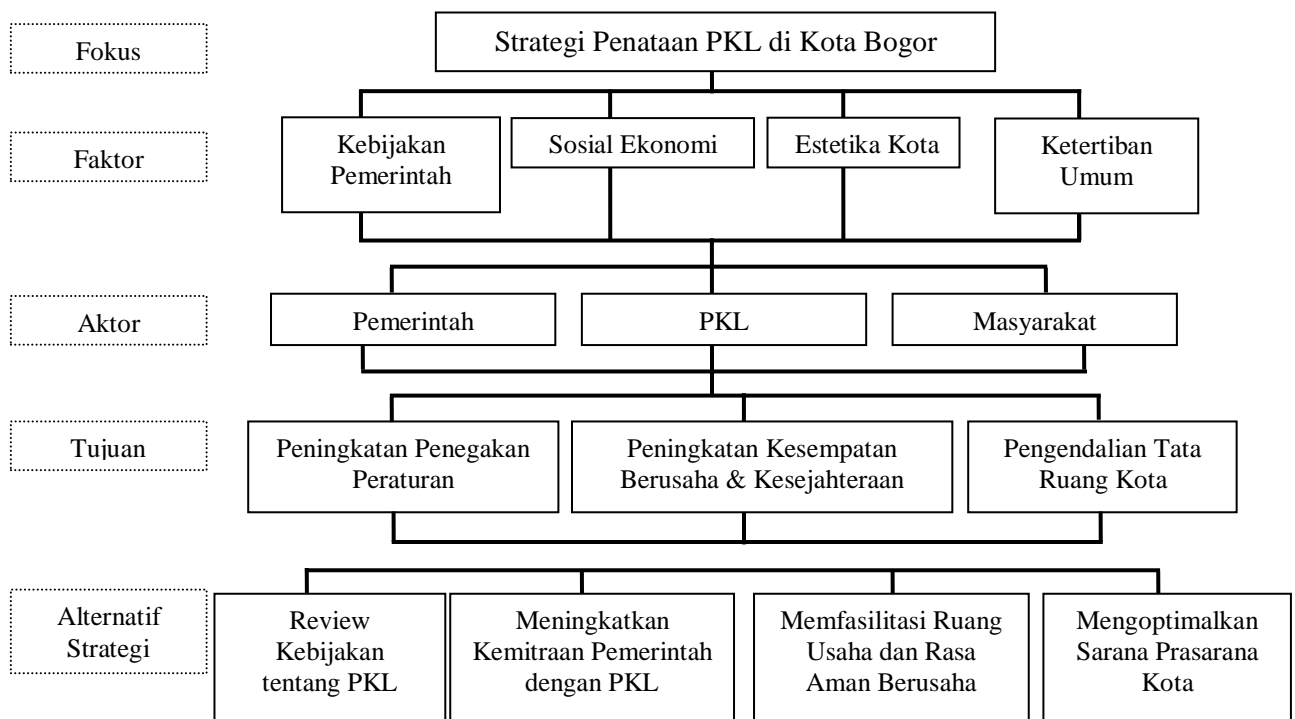 Fokus
Strategi Penataan PKL di Kota Bogor
Faktor
Kebijakan
Pemerintah
Sosial Ekonomi
Estetika Kota
Ketertiban
Umum
Aktor
Pemerintah
PKL
Masyarakat
Tujuan
Peningkatan Penegakan
Peraturan
Peningkatan Kesempatan
Berusaha & Kesejahteraan
Pengendalian Tata
Ruang Kota
Alternatif
Strategi
Review
Kebijakan
tentang PKL
Meningkatkan
Kemitraan Pemerintah
dengan PKL
Memfasilitasi Ruang
Usaha dan Rasa
Aman Berusaha
Mengoptimalkan
Sarana Prasarana
Kota